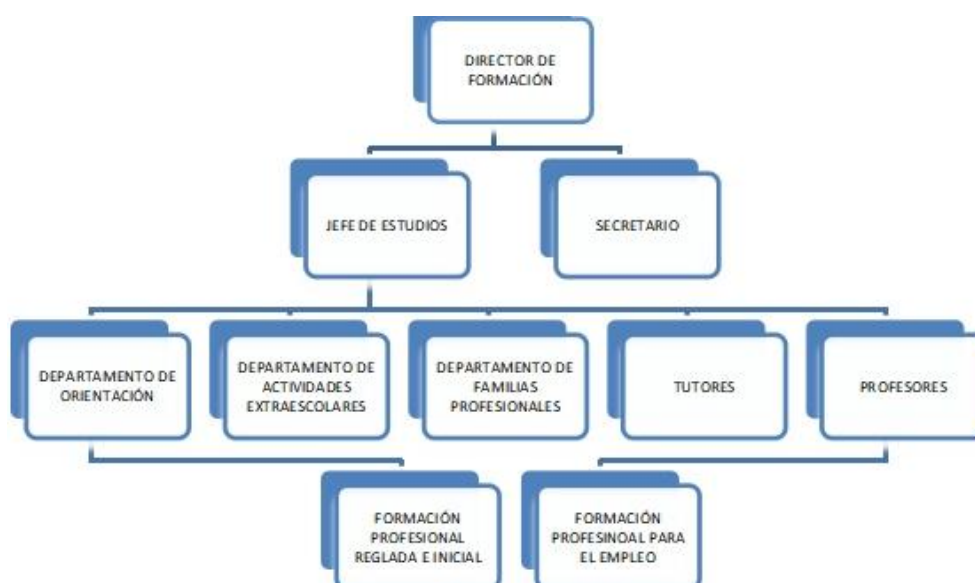 DIRECTOR DE
FORMACIÓN
JEFE DE ESTUDIOS
SECRETARIO
DEPARTAMENTO DE
ORIENTACIÓN
DEPARTAMENTO DE
ACTIVIDADES
EXTRAESCOLARES
DEPARTAMENTO DE
FAMILIAS
PROFESIONALES
TUTORES
PROFESORES
FORMACIÓN
PROFESIONAL
REGLADA E INICIAL
FORMACIÓN
PROFESINOAL PARA
EL EMPLEO